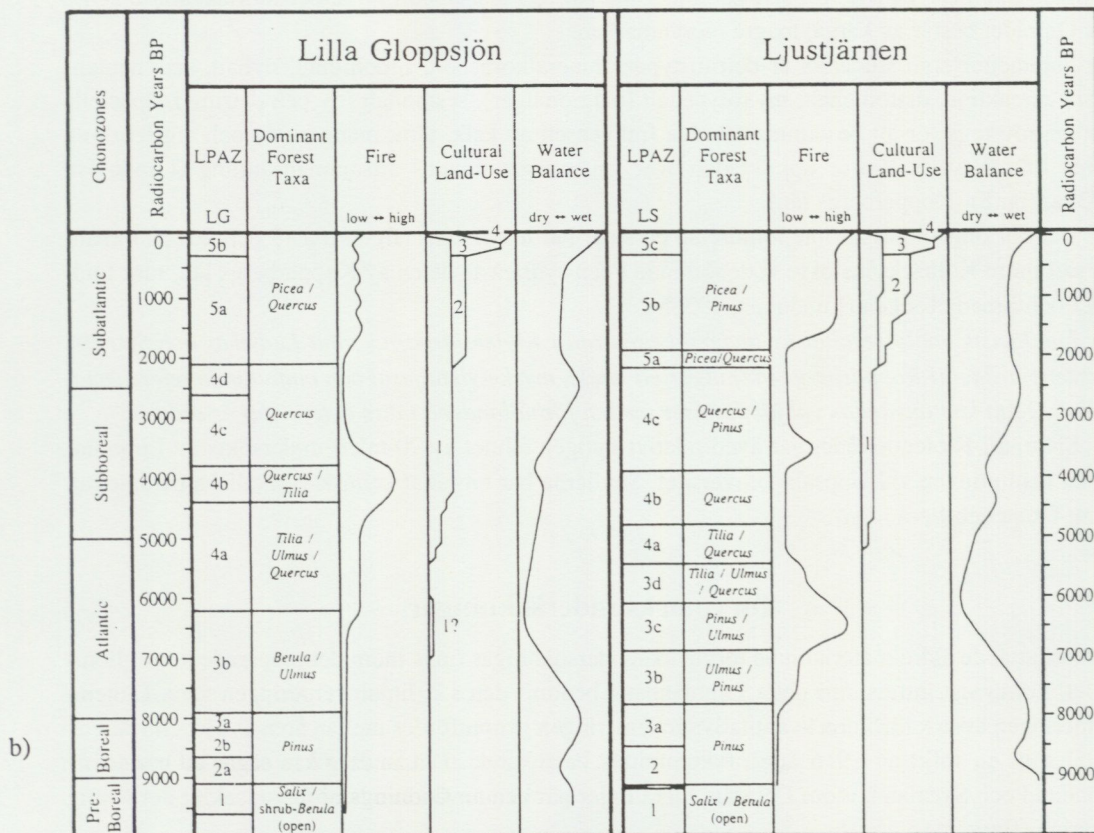 Lilla Gloppsjön
Ljustjärnen
Chonozones
Radiocarbon Years BP
LPAZ
LG
Dominant
Forest
Taxa
Fire
low ↔ high
Cultural
Land-Use
Water
Balance
dry ↔ wet
LPAZ
LS
Dominant
Forest
Taxa
Fire
low ↔ high
Cultural
Land-Use
Water
Balance
dry ↔ wet
Radiocarbon Years BP
Subatlantic
Subboreal
Atlantic
Boreal
Pre-
Boreal
0
1000
2000
3000
4000
5000
6000
7000
8000
9000
5b
5a
4d
4c
4b
4a
3b
3a
2b
2a
1
Picea /
Quercus
Quercus
Quercus /
Tilia
Tilia /
Ulmus /
Quercus
Betula /
Ulmus
Pinus
Salix /
shrub-Betula
(open)
4
3
2
1
1?
5c
5b
5a
4c
4b
4a
3d
3c
3b
3a
2
1
Picea /
Pinus
Picea/Quercus
Quercus /
Pinus
Quercus
Tilia /
Quercus
Tilia / Ulmus
/ Quercus
Pinus /
Ulmus
Ulmus /
Pinus
Pinus
Salix / Betula
(open)
4
3
2
1
0
1000
2000
3000
4000
5000
6000
7000
8000
9000
b)